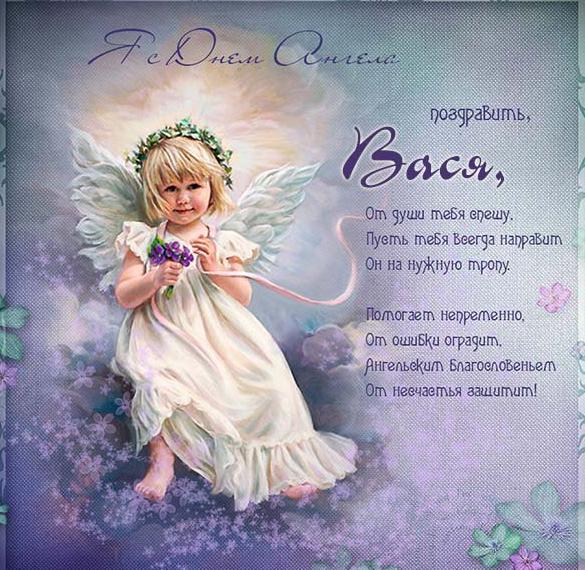 Я с Днем Ангела
поздравить,
Вася,
От души тебя спешу,
Пусть тебя всегда направит
Он на нужную тропу.
Помогает непременно,
От ошибки оградит,
Ангельским благословеньем
От несчастья защитит!